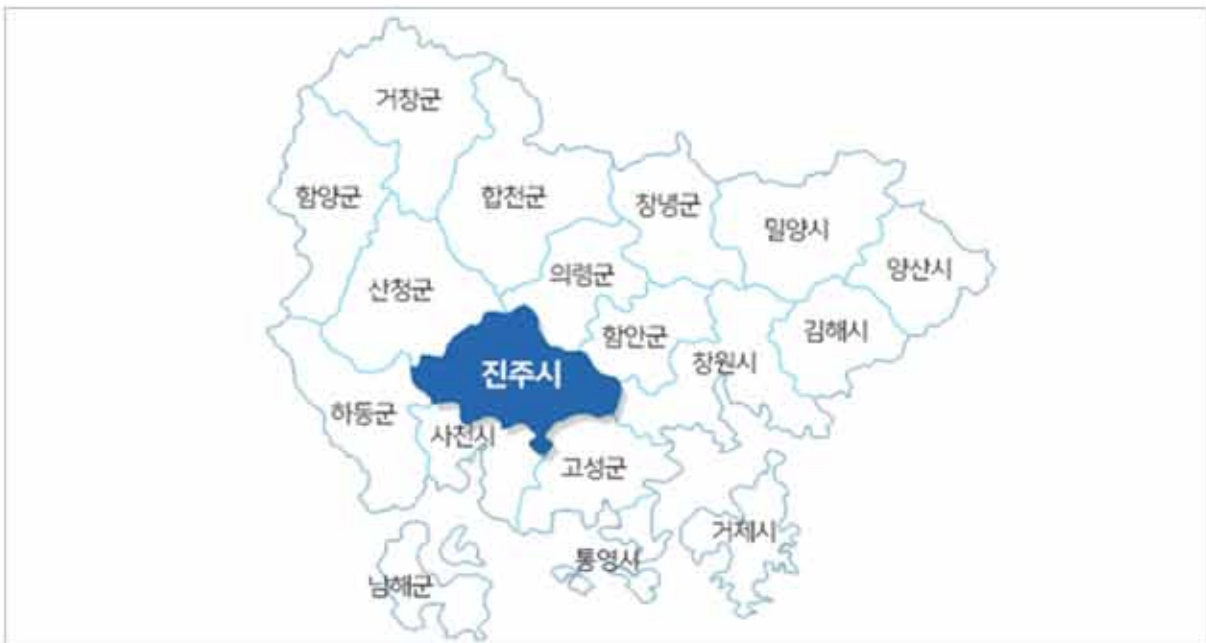 거창군
함양군
합천군
창녕군
밀양시
양산시
의령군
산청군
함안군
김해시
창원시
진주시
하동군
사천시
고성군
거제시
통영시
남해군